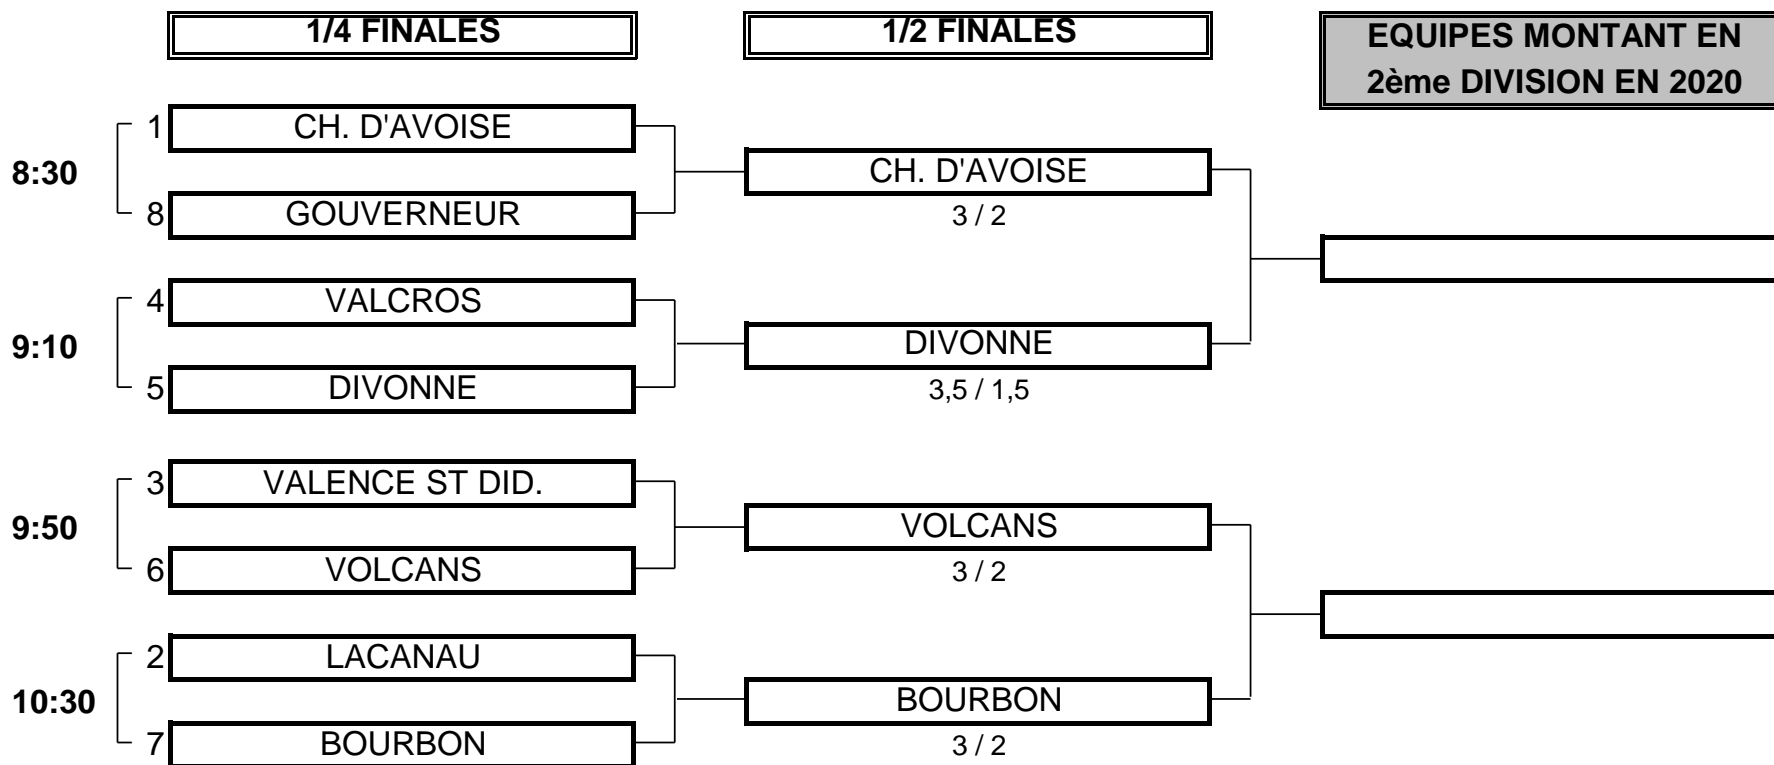 1/4 FINALES
1/2 FINALES
EQUIPES MONTANT EN
2ème DIVISION EN 2020
8:30
1 CH. D'AVOISE
8 GOUVERNEUR
CH. D'AVOISE
3 / 2
9:10
4 VALCROS
5 DIVONNE
DIVONNE
3,5 / 1,5
9:50
3 VALENCE ST DID.
6 VOLCANS
VOLCANS
3 / 2
10:30
2 LACANAU
7 BOURBON
BOURBON
3 / 2